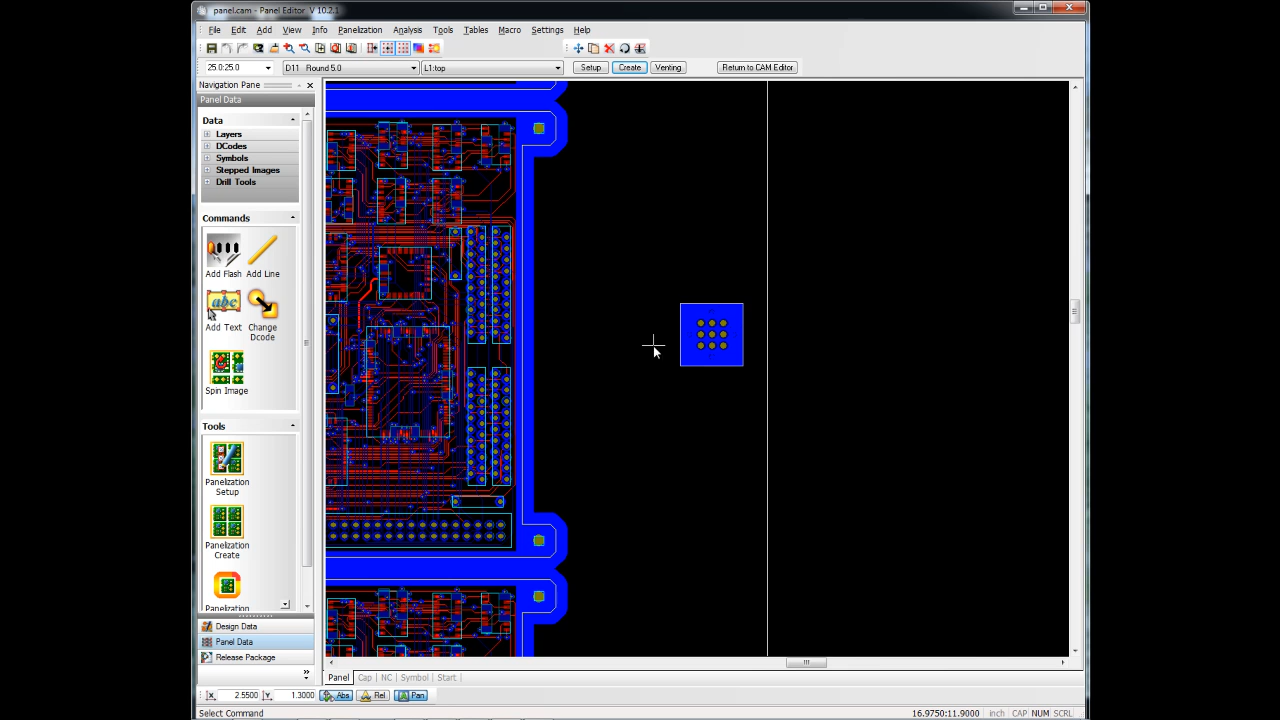 panel.cam - Panel Editor: V 10.2.1
File Edit Add View Info Panelization Analysis Tools Tables Macro Settings Help
25.0:25.0 D11 Round 5.0 L1:top Setup Create Venting Return to CAM Editor
Navigation Pane
Panel Data
Data
Layers
DCodes
Symbols
Stepped Images
Drill Tools
Commands
Add Flash Add Line
abc
Add Text Change Dcode
Spin Image
Tools
Panelization Setup
Panelization Create
Panelization
Design Data
Panel Data
Release Package
Panel Cap NC Symbol Start
X 2.5500 Y 1.3000 Abs Rel Pan
Select Command 16.9750:11.9000 inch CAP NUM SCRL